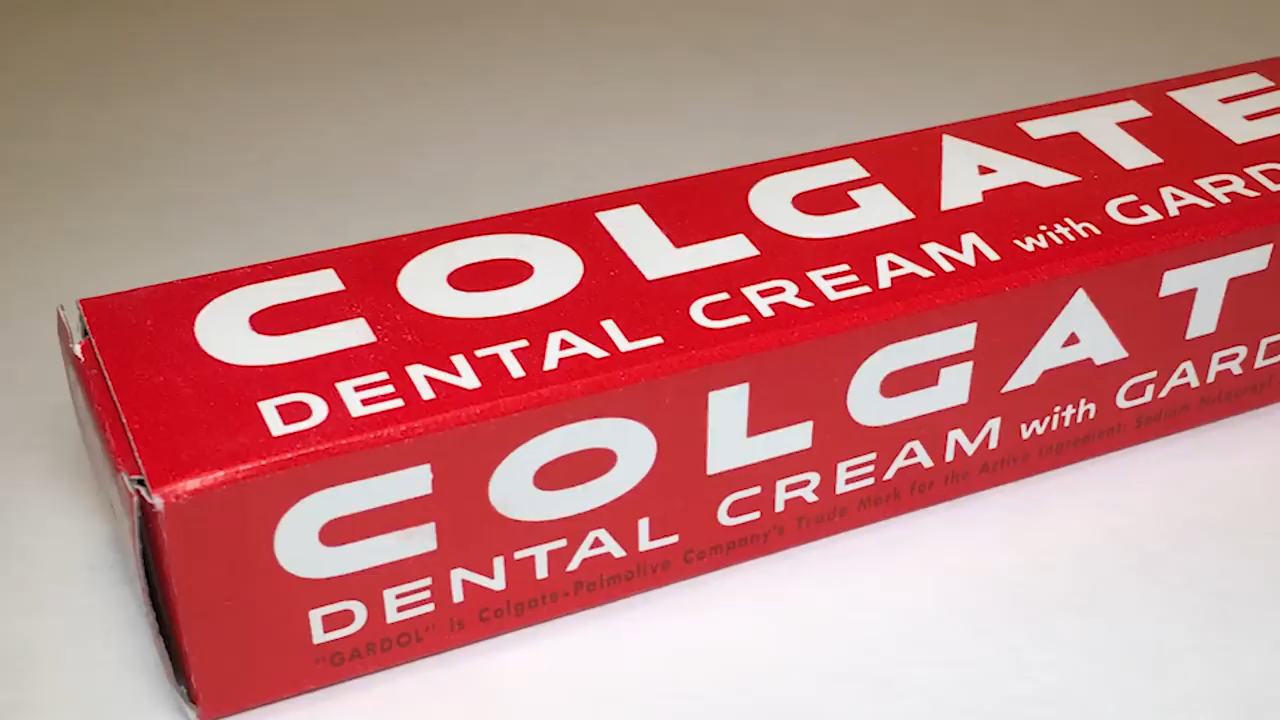 COLGATE
DENTAL CREAM with GARD
COLGAT
DENTAL CREAM with GARD
"GARDOL" is Colgate-Palmolive Company's Trade Mark for the Active Ingredient: Sodium